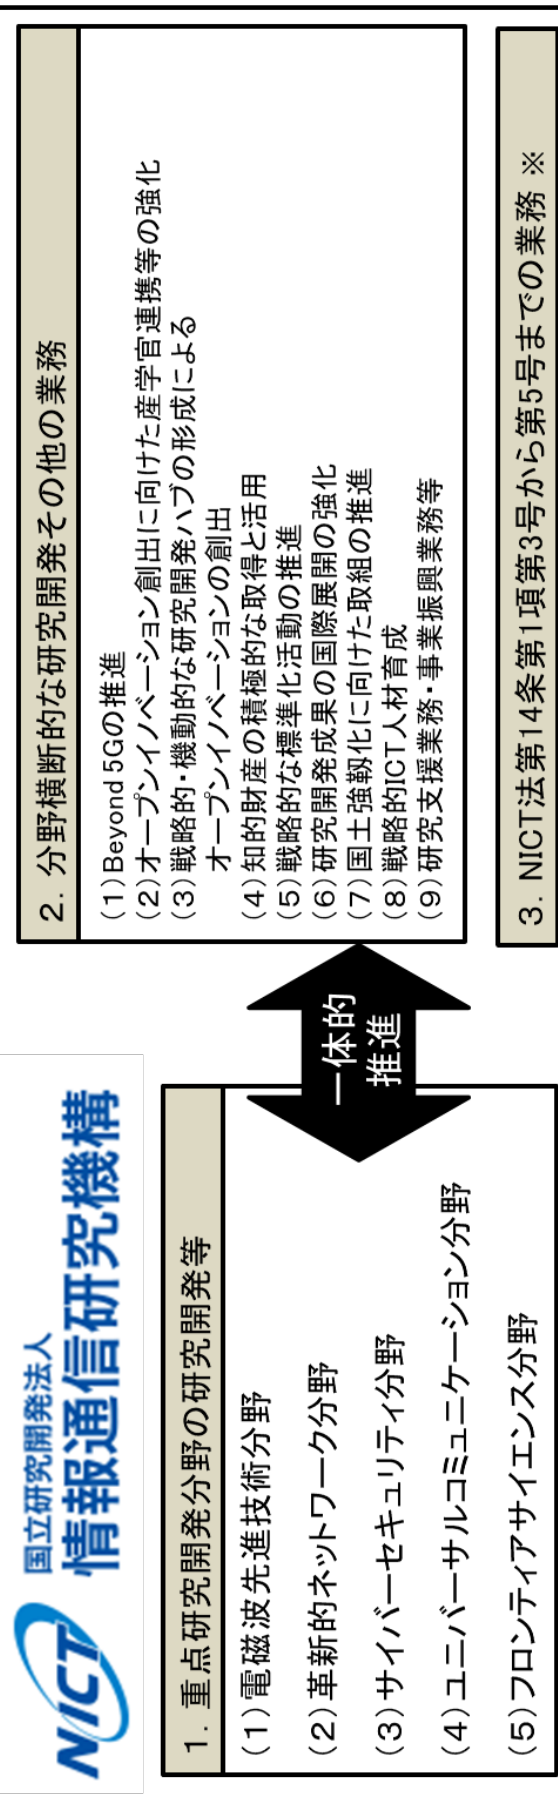 NICT
国立研究開発法人
情報通信研究機構
1. 重点研究開発分野の研究開発等
(1)電磁波先進技術分野
(2)革新的ネットワーク分野
(3)サイバーセキュリティ分野
(4)ユニバーサルコミュニケーション分野
(5)フロンティアサイエンス分野
一体的
推進
2. 分野横断的な研究開発その他の業務
(1)Beyond 5Gの推進
(2)オープンイノベーション創出に向けた産学官連携等の強化
(3)戦略的・機動的な研究開発ハブの形成による
オープンイノベーションの創出
(4)知的財産の積極的な取得と活用
(5)戦略的な標準化活動の推進
(6)研究開発成果の国際展開の強化
(7)国土強靱化に向けた取組の推進
(8)戦略的ICT人材育成
(9)研究支援業務・事業振興業務等
3. NICT法第14条第1項第3号から第5号までの業務 ※